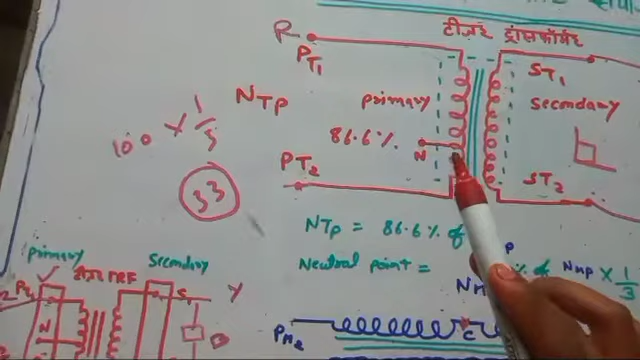 टीज़र ट्रांसफॉर्मर
R
PT1
ST1
NTP
primary
Secondary
100 × 1/3
86.6%
N
33
PT2
ST2
NTP = 86.6% of
Neutral point =
% of NMP × 1/3
primary
Secondary
N
Y
PM2
C